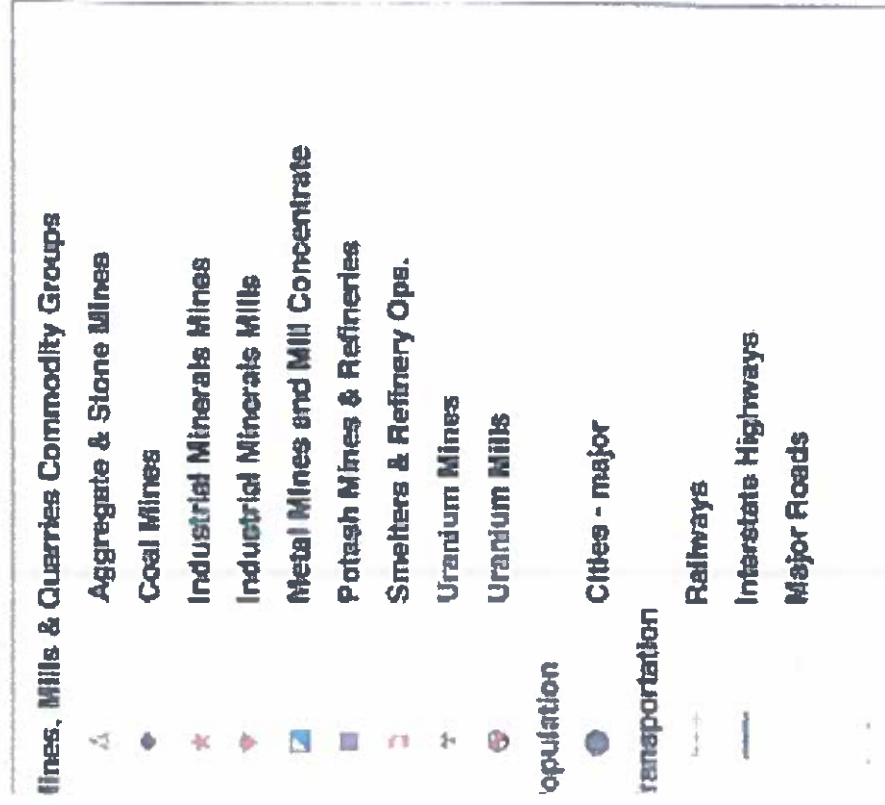 lines, Mills & Quarries Commodity Groups
Aggregate & Stone Mines
Coal Mines
Industrial Minerals Mines
Industrial Minerals Mills
Metal Mines and Mill Concentrate
Potash Mines & Refineries
Smelters & Refinery Ops.
Uranium Mines
Uranium Mills
opulation
Cities - major
ransportation
Railways
Interstate Highways
Major Roads